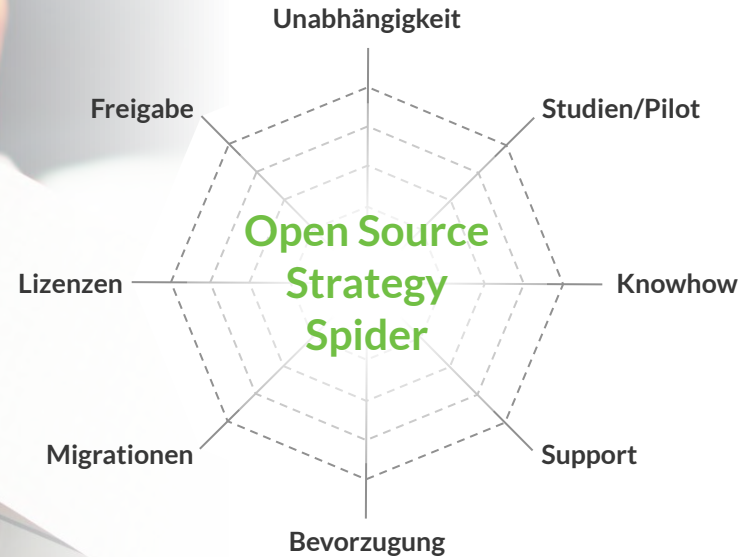 Unabhängigkeit
Freigabe
Studien/Pilot
Open Source
Strategy
Spider
Lizenzen
Knowhow
Migrationen
Support
Bevorzugung